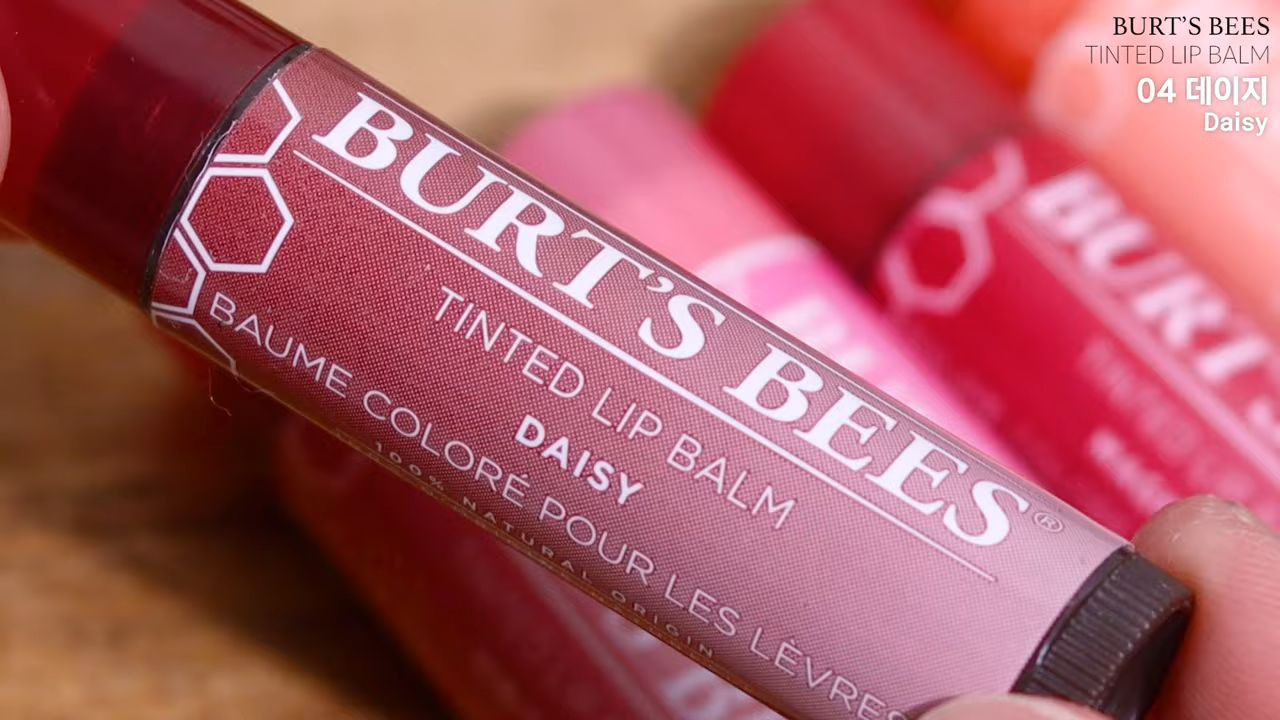 BURT'S BEES
TINTED LIP BALM
04 데이지
Daisy
BURT'S BEES®
TINTED LIP BALM
DAISY
BAUME COLORÉ POUR LES LÈVRES
100% NATURAL ORIGIN
BURT'S